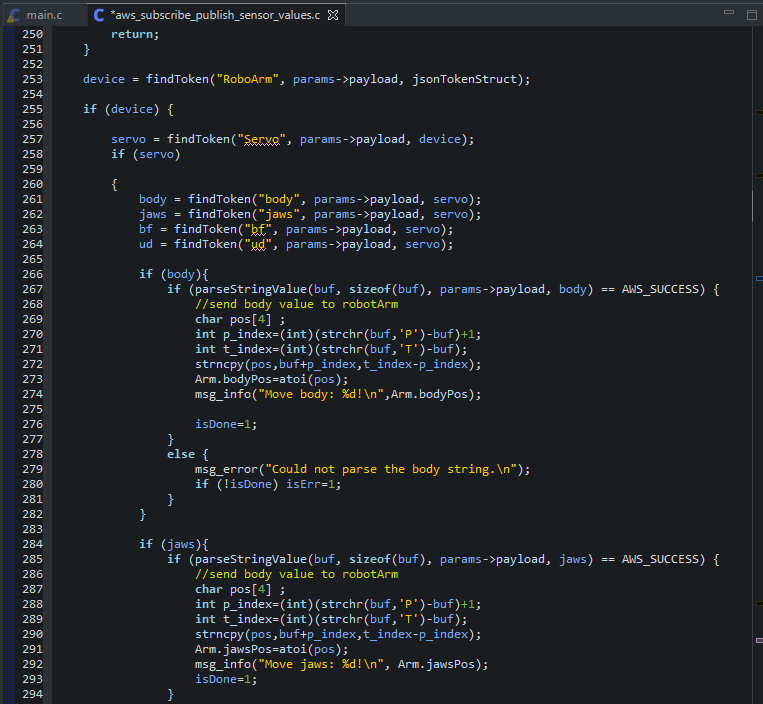 main.c
*aws_subscribe_publish_sensor_values.c
250 return;
251 }
252
253 device = findToken("RoboArm", params->payload, jsonTokenStruct);
254
255 if (device) {
256
257 servo = findToken("Servo", params->payload, device);
258 if (servo)
259
260 {
261 body = findToken("body", params->payload, servo);
262 jaws = findToken("jaws", params->payload, servo);
263 bf = findToken("bf", params->payload, servo);
264 ud = findToken("ud", params->payload, servo);
265
266 if (body){
267 if (parseStringValue(buf, sizeof(buf), params->payload, body) == AWS_SUCCESS) {
268 //send body value to robotArm
269 char pos[4] ;
270 int p_index=(int)(strchr(buf,'P')-buf)+1;
271 int t_index=(int)(strchr(buf,'T')-buf);
272 strncpy(pos,buf+p_index,t_index-p_index);
273 Arm.bodyPos=atoi(pos);
274 msg_info("Move body: %d!\n",Arm.bodyPos);
275
276 isDone=1;
277 }
278 else {
279 msg_error("Could not parse the body string.\n");
280 if (!isDone) isErr=1;
281 }
282 }
283
284 if (jaws){
285 if (parseStringValue(buf, sizeof(buf), params->payload, jaws) == AWS_SUCCESS) {
286 //send body value to robotArm
287 char pos[4] ;
288 int p_index=(int)(strchr(buf,'P')-buf)+1;
289 int t_index=(int)(strchr(buf,'T')-buf);
290 strncpy(pos,buf+p_index,t_index-p_index);
291 Arm.jawsPos=atoi(pos);
292 msg_info("Move jaws: %d!\n", Arm.jawsPos);
293 isDone=1;
294 }